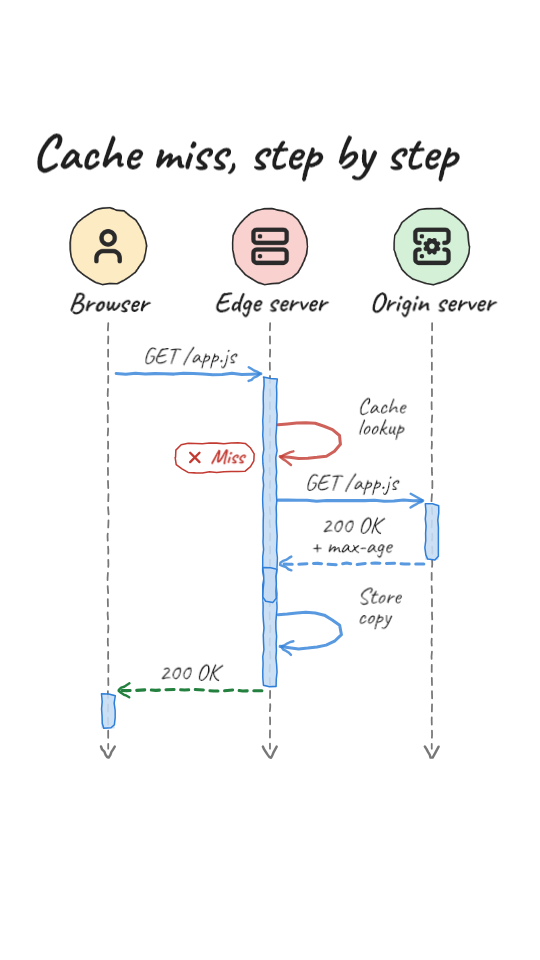 Cache miss, step by step
Browser
Edge server
Origin server
GET /app.js
Cache
lookup
× Miss
GET /app.js
200 OK
+ max-age
Store
copy
200 OK